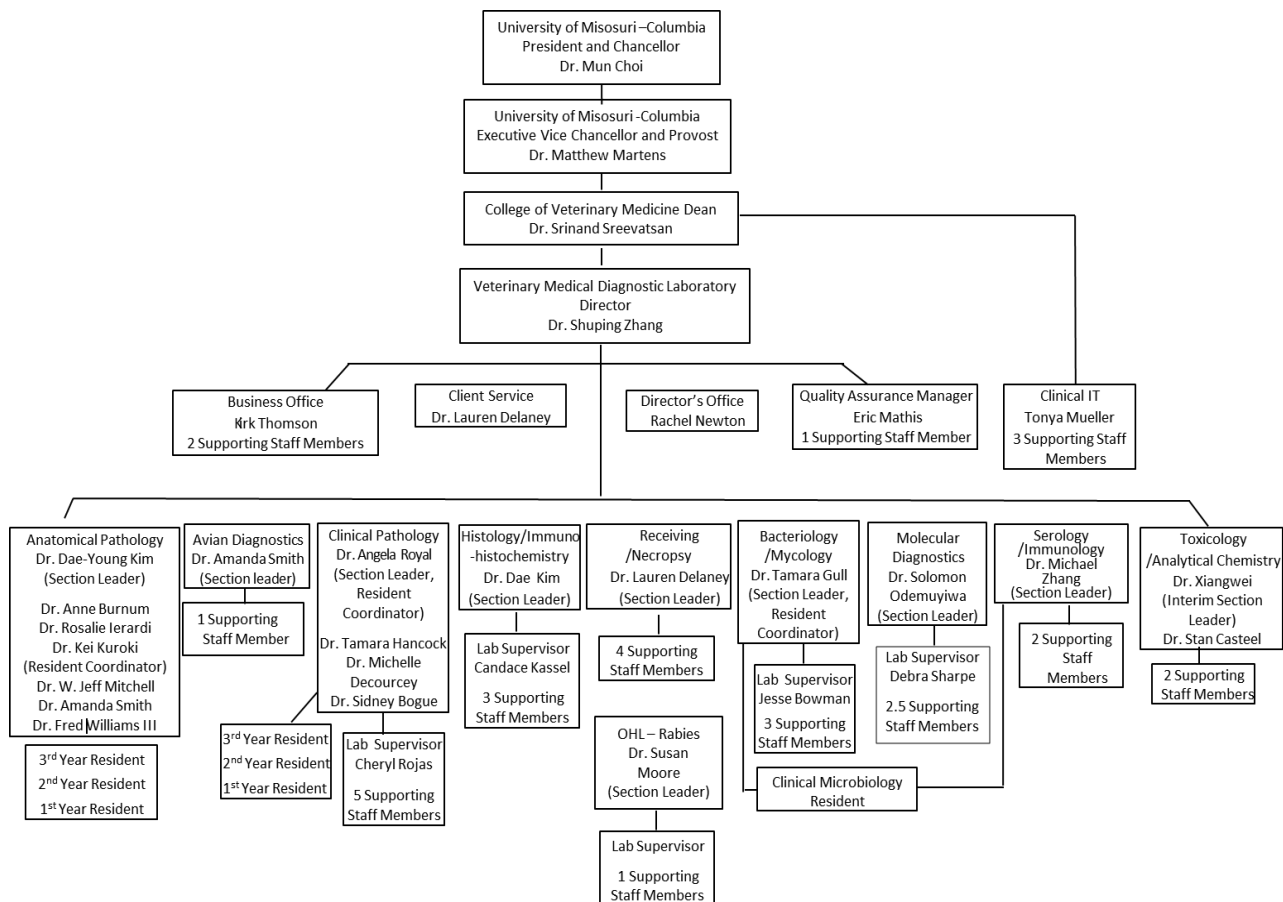 University of Misosuri –Columbia
President and Chancellor
Dr. Mun Choi
University of Misosuri -Columbia
Executive Vice Chancellor and Provost
Dr. Matthew Martens
College of Veterinary Medicine Dean
Dr. Srinand Sreevatsan
Veterinary Medical Diagnostic Laboratory
Director
Dr. Shuping Zhang
Business Office
Kirk Thomson
2 Supporting Staff Members
Client Service
Dr. Lauren Delaney
Director's Office
Rachel Newton
Quality Assurance Manager
Eric Mathis
1 Supporting Staff Member
Clinical IT
Tonya Mueller
3 Supporting Staff
Members
Anatomical Pathology
Dr. Dae-Young Kim
(Section Leader)
Dr. Anne Burnum
Dr. Rosalie Ierardi
Dr. Kei Kuroki
(Resident Coordinator)
Dr. W. Jeff Mitchell
Dr. Amanda Smith
Dr. Fred Williams III
3rd Year Resident
2nd Year Resident
1st Year Resident
Avian Diagnostics
Dr. Amanda Smith
(Section leader)
1 Supporting
Staff Member
Clinical Pathology
Dr. Angela Royal
(Section Leader,
Resident
Coordinator)
Dr. Tamara Hancock
Dr. Michelle
Decourcey
Dr. Sidney Bogue
3rd Year Resident
2nd Year Resident
1st Year Resident
Lab Supervisor
Cheryl Rojas
5 Supporting
Staff Members
Histology/Immuno
-histochemistry
Dr. Dae Kim
(Section Leader)
Lab Supervisor
Candace Kassel
3 Supporting
Staff Members
Receiving
/Necropsy
Dr. Lauren Delaney
(Section Leader)
4 Supporting
Staff Members
OHL – Rabies
Dr. Susan
Moore
(Section Leader)
Lab Supervisor
1 Supporting
Staff Members
Bacteriology
/Mycology
Dr. Tamara Gull
(Section Leader,
Resident
Coordinator)
Lab Supervisor
Jesse Bowman
3 Supporting
Staff Members
Clinical Microbiology
Resident
Molecular
Diagnostics
Dr. Solomon
Odemuyiwa
(Section Leader)
Lab Supervisor
Debra Sharpe
2.5 Supporting
Staff Members
Serology
/Immunology
Dr. Michael
Zhang
(Section Leader)
2 Supporting
Staff
Members
Toxicology
/Analytical Chemistry
Dr. Xiangwei
(Interim Section
Leader)
Dr. Stan Casteel
2 Supporting
Staff Members